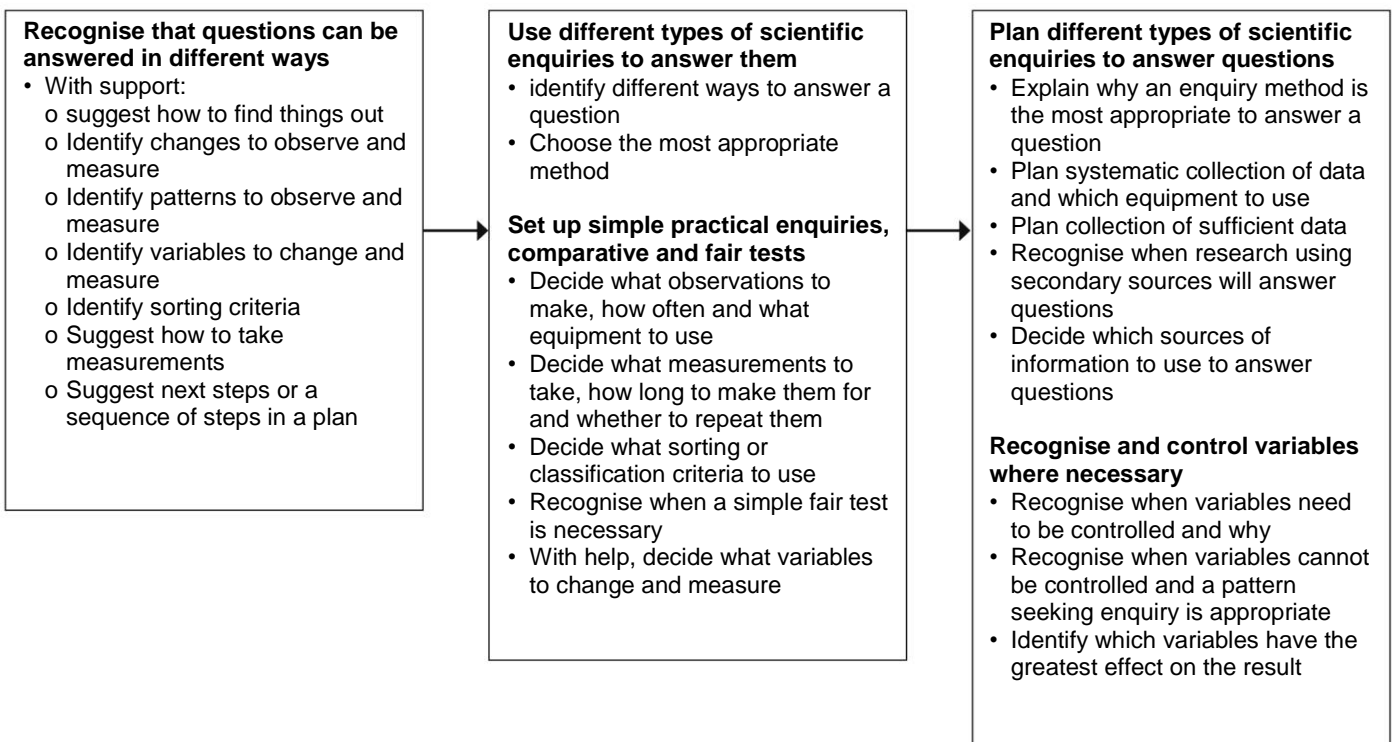 Recognise that questions can be
answered in different ways
• With support:
o suggest how to find things out
o Identify changes to observe and
measure
o Identify patterns to observe and
measure
o Identify variables to change and
measure
o Identify sorting criteria
o Suggest how to take
measurements
o Suggest next steps or a
sequence of steps in a plan
Use different types of scientific
enquiries to answer them
• identify different ways to answer a
question
• Choose the most appropriate
method
Set up simple practical enquiries,
comparative and fair tests
• Decide what observations to
make, how often and what
equipment to use
• Decide what measurements to
take, how long to make them for
and whether to repeat them
• Decide what sorting or
classification criteria to use
• Recognise when a simple fair test
is necessary
• With help, decide what variables
to change and measure
Plan different types of scientific
enquiries to answer questions
• Explain why an enquiry method is
the most appropriate to answer a
question
• Plan systematic collection of data
and which equipment to use
• Plan collection of sufficient data
• Recognise when research using
secondary sources will answer
questions
• Decide which sources of
information to use to answer
questions
Recognise and control variables
where necessary
• Recognise when variables need
to be controlled and why
• Recognise when variables cannot
be controlled and a pattern
seeking enquiry is appropriate
• Identify which variables have the
greatest effect on the result